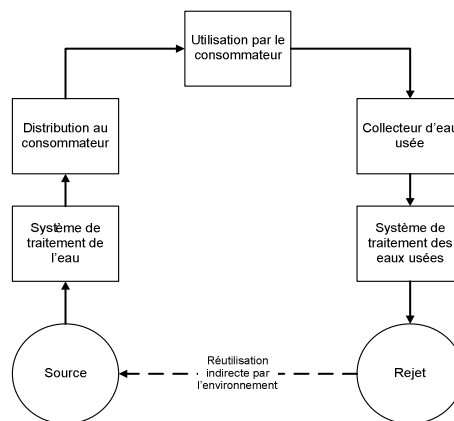 Utilisation par le
consommateur
Distribution au
consommateur
Collecteur d'eau
usée
Système de
traitement de
l'eau
Système de
traitement des
eaux usées
Source
Réutilisation
indirecte par
l'environnement
Rejet